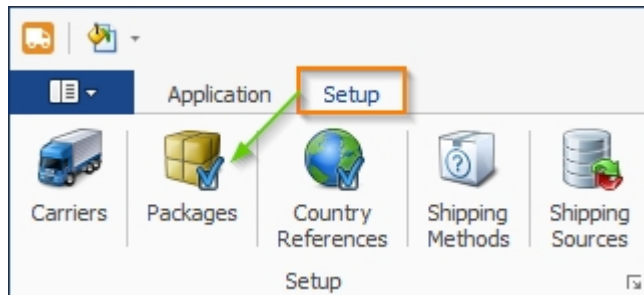 Application Setup
Carriers Packages Country References Shipping Methods Shipping Sources
Setup